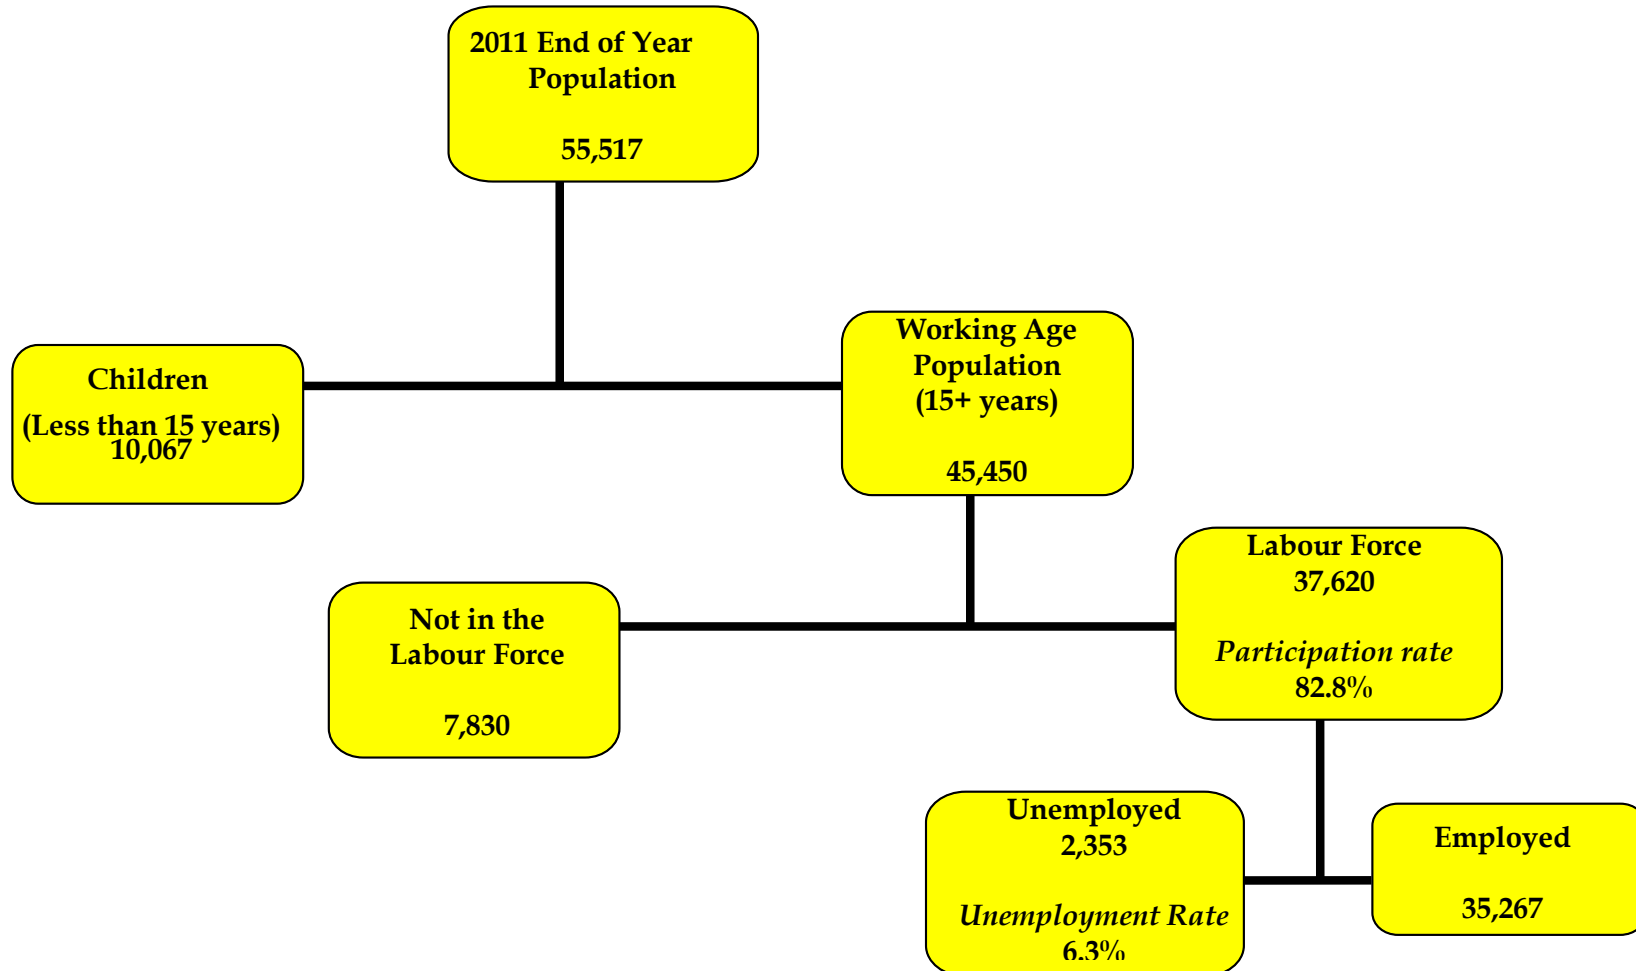 2011 End of Year
Population
55,517
Children
(Less than 15 years)
10,067
Working Age
Population
(15+ years)
45,450
Not in the
Labour Force
7,830
Labour Force
37,620
Participation rate
82.8%
Unemployed
2,353
Unemployment Rate
6.3%
Employed
35,267